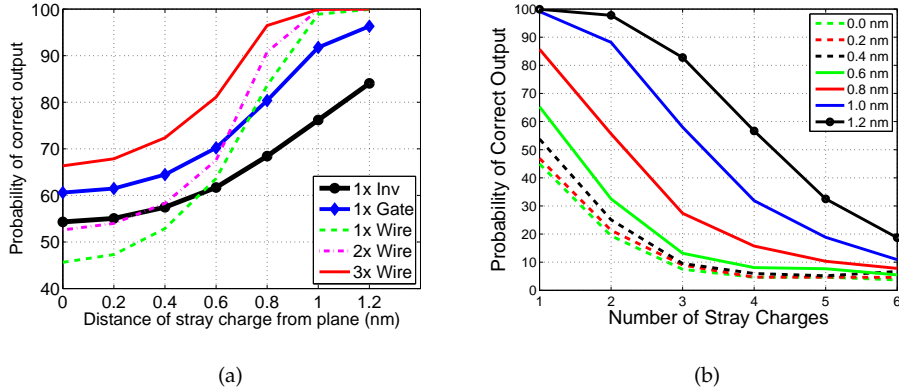 Probability of correct output
100
90
80
70
60
50
40
0 0.2 0.4 0.6 0.8 1 1.2
Distance of stray charge from plane (nm)
1x Inv
1x Gate
1x Wire
2x Wire
3x Wire
(a)
Probability of Correct Output
100
90
80
70
60
50
40
30
20
10
0
1 2 3 4 5 6
Number of Stray Charges
0.0 nm
0.2 nm
0.4 nm
0.6 nm
0.8 nm
1.0 nm
1.2 nm
(b)